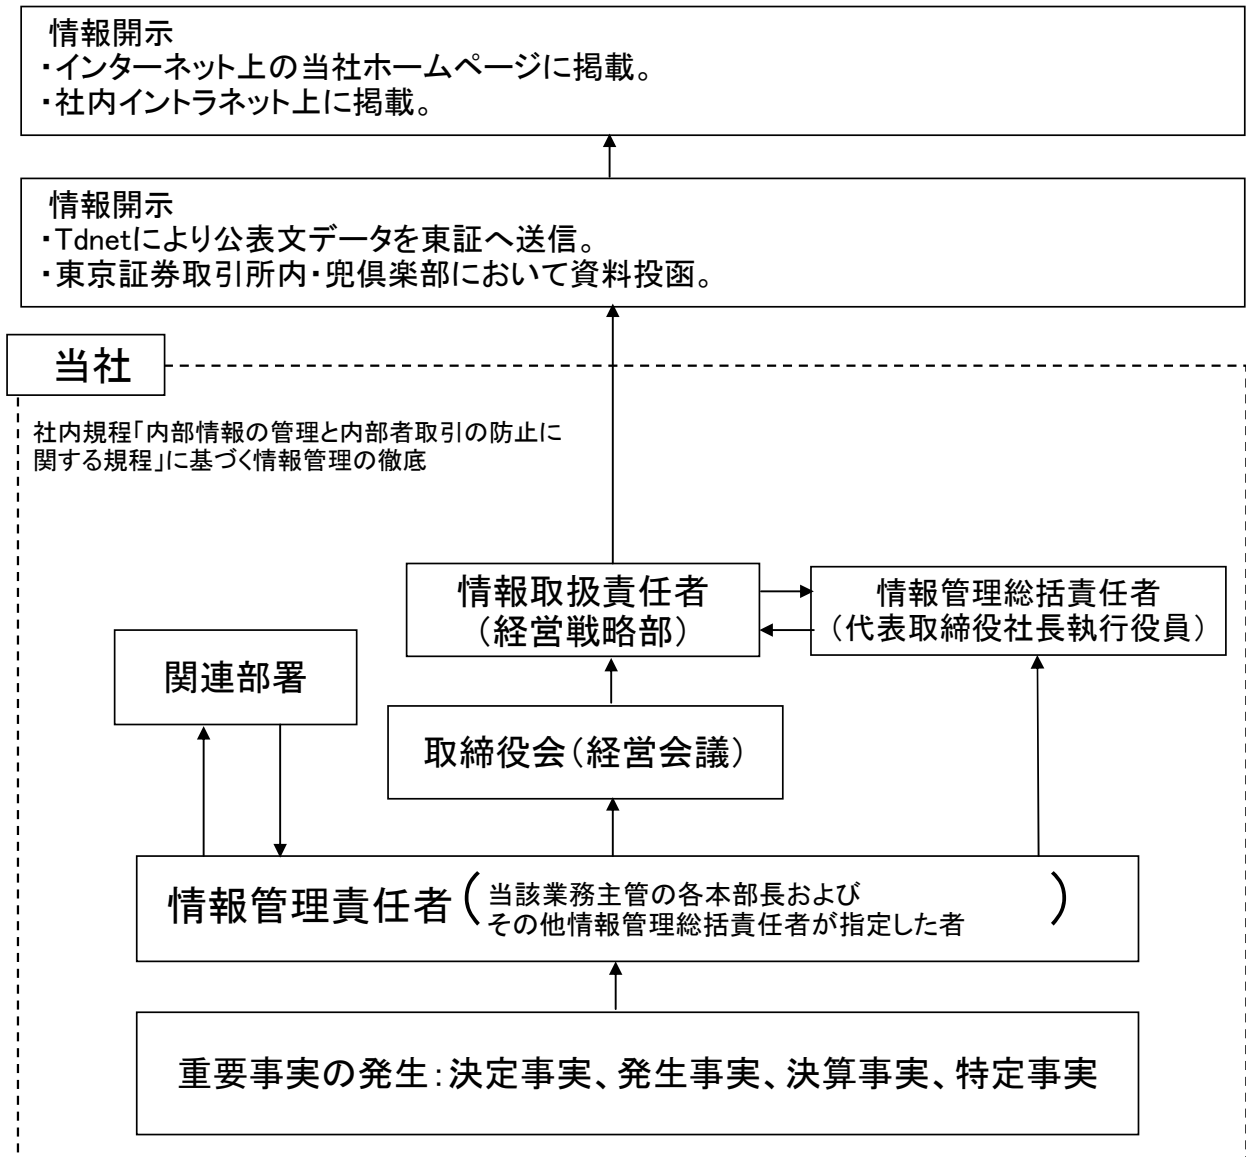 情報開示
・インターネット上の当社ホームページに掲載。
・社内イントラネット上に掲載。
情報開示
・Tdnetにより公表文データを東証へ送信。
・東京証券取引所内・兜倶楽部において資料投函。
当社
社内規程「内部情報の管理と内部者取引の防止に
関する規程」に基づく情報管理の徹底
情報取扱責任者
（経営戦略部）
情報管理総括責任者
（代表取締役社長執行役員）
関連部署
取締役会（経営会議）
情報管理責任者（当該業務主管の各本部長および
その他情報管理総括責任者が指定した者）
重要事実の発生：決定事実、発生事実、決算事実、特定事実